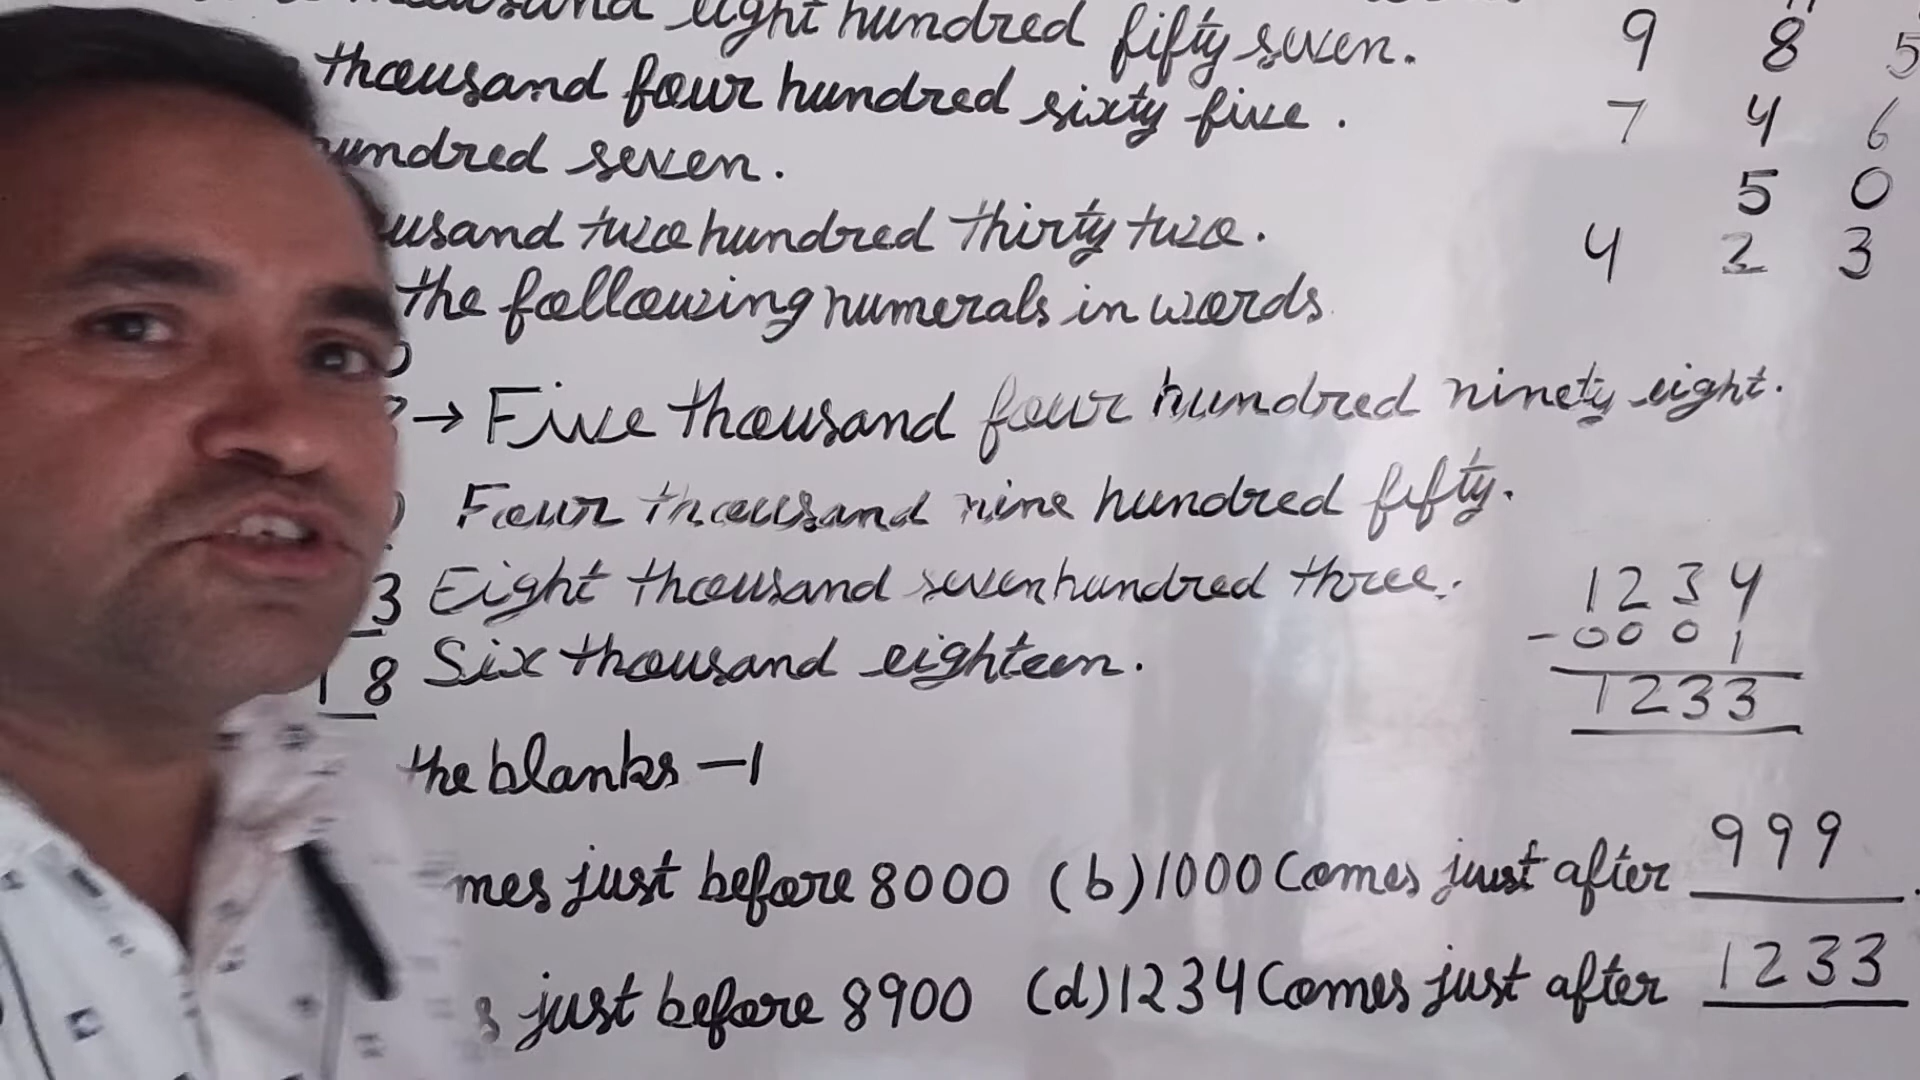 eight hundred fifty seven. 9 8 5
thousand four hundred sixty five. 7 4 6
hundred seven. 5 0
usand two hundred thirty two. 4 2 3
the following numerals in words
→ Five thousand four hundred ninety eight.
Four thousand nine hundred fifty.
3 Eight thousand seven hundred three.
1 8 Six thousand eighteen.
1234
- 0001
1233
the blanks - 1
mes just before 8000 (b) 1000 Comes just after 999
s just before 8900 (d) 1234 Comes just after 1233